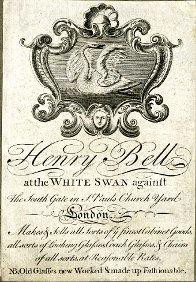 Henry Bell
at the WHITE SWAN against
the South Gate in St. Pauls Church Yard
London.
Makes & Sells all Sorts of ye finest Cabinet Goods,
all sorts of Looking Glasses, Coach Glasses, & Chairs
of all sorts, at Reasonable Rates.
NB. Old Glasses new Worked & made up Fashionable.